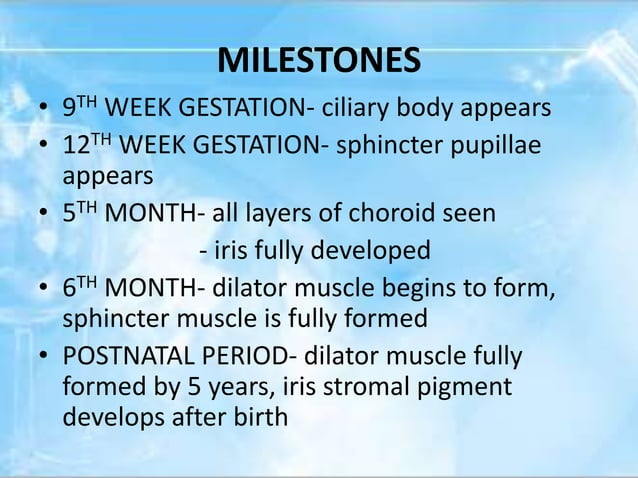 MILESTONES
• 9TH WEEK GESTATION- ciliary body appears
• 12TH WEEK GESTATION- sphincter pupillae
appears
• 5TH MONTH- all layers of choroid seen
- iris fully developed
• 6TH MONTH- dilator muscle begins to form,
sphincter muscle is fully formed
• POSTNATAL PERIOD- dilator muscle fully
formed by 5 years, iris stromal pigment
develops after birth